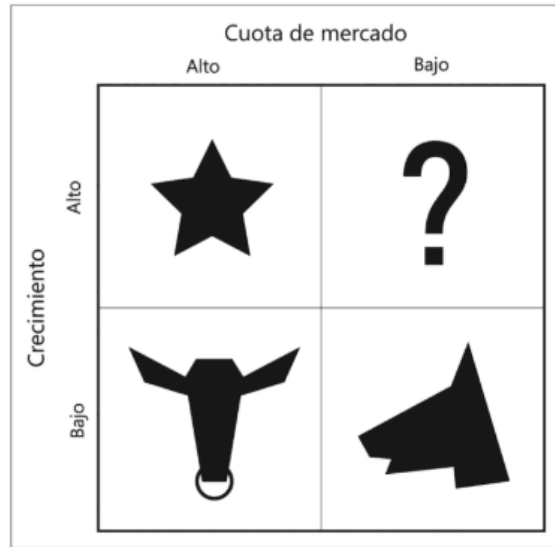 Cuota de mercado
Alto Bajo
Crecimiento
Alto
?
Bajo